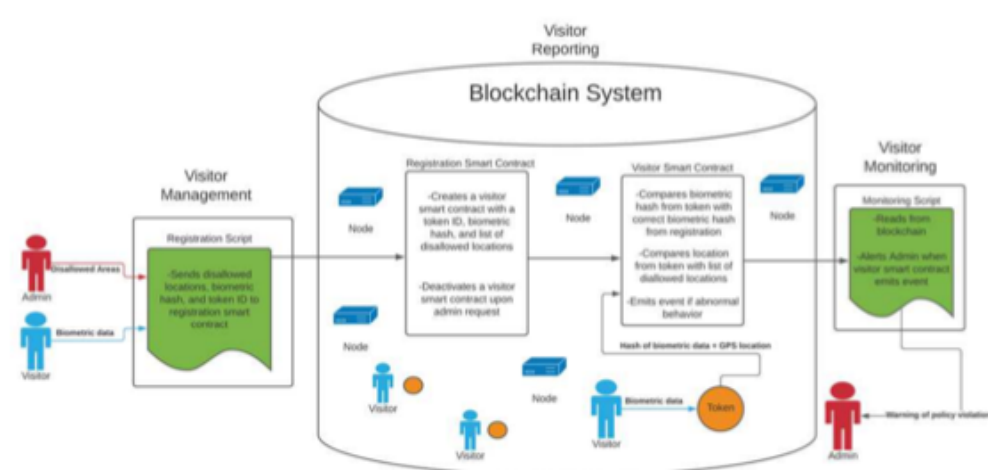 Visitor
Reporting
Blockchain System
Visitor
Management
Registration Script
-Sends disallowed
locations, biometric
hash, and token ID to
registration smart
contract
Disallowed Areas
Admin
Biometric data
Visitor
Registration Smart Contract
-Creates a visitor
smart contract with a
token ID, biometric
hash, and list of
disallowed locations
-Deactivates a visitor
smart contract upon
admin request
Node
Node
Node
Node
Node
Visitor Smart Contract
-Compares biometric
hash from token with
correct biometric hash
from registration
-Compares location
from token with list of
diallowed locations
-Emits event if abnormal
behavior
Hash of biometric data + GPS location
Visitor
Visitor
Visitor
Biometric data
Token
Visitor
Monitoring
Monitoring Script
-Reads from
blockchain
-Alerts Admin when
visitor smart contract
emits event
Warning of policy violation
Admin